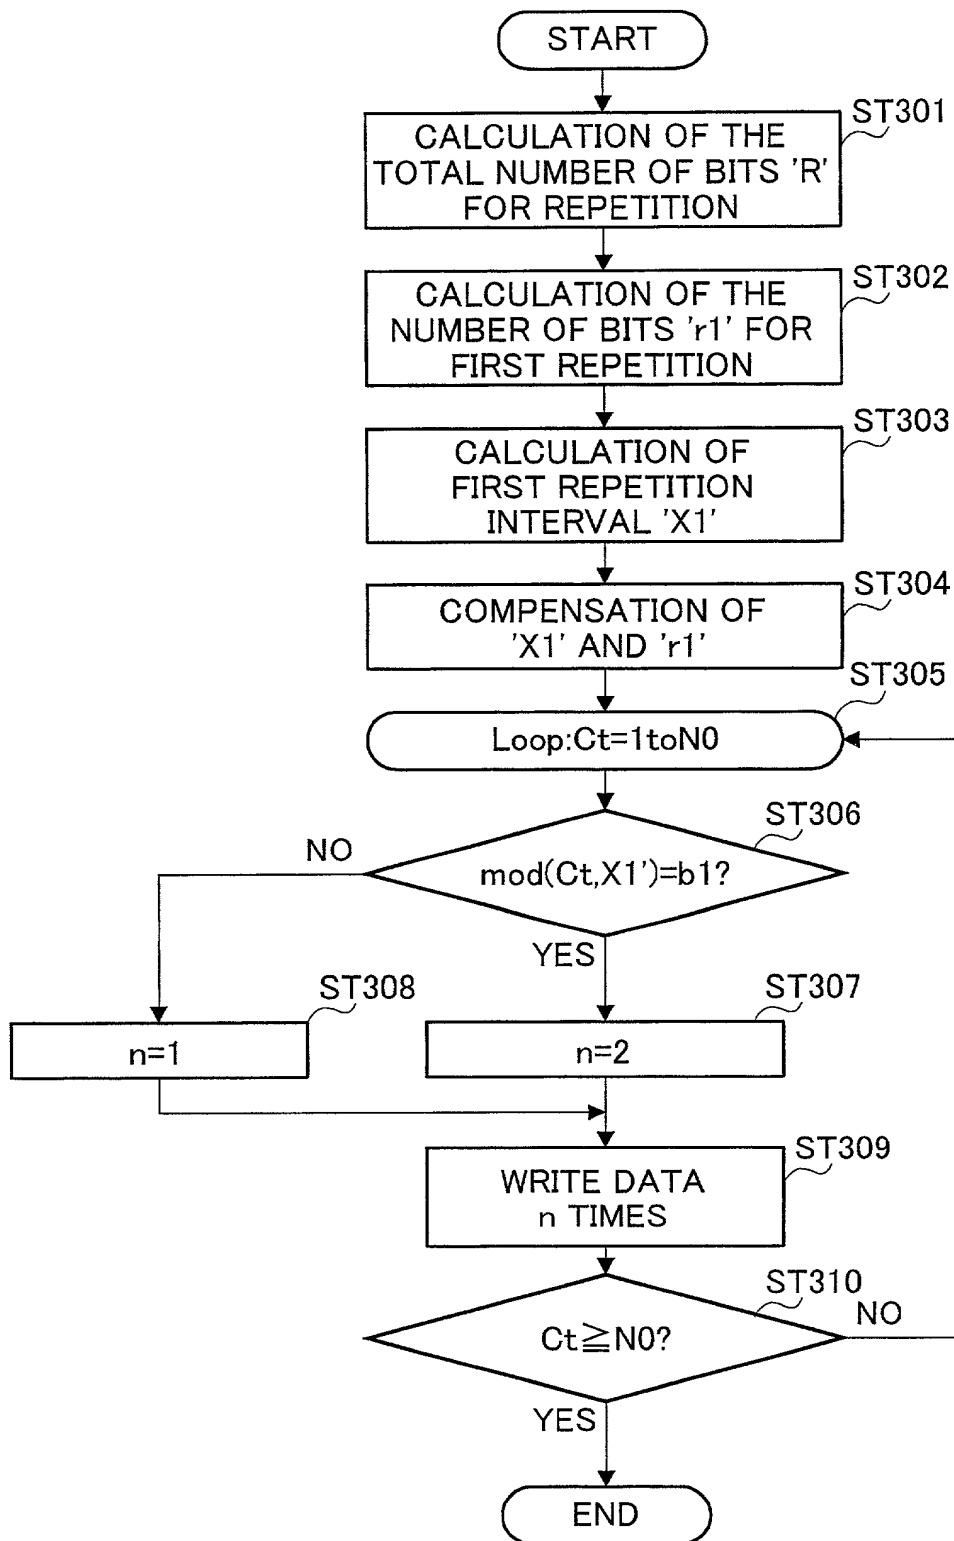 START
ST301
CALCULATION OF THE
TOTAL NUMBER OF BITS 'R'
FOR REPETITION
ST302
CALCULATION OF THE
NUMBER OF BITS 'r1' FOR
FIRST REPETITION
ST303
CALCULATION OF
FIRST REPETITION
INTERVAL 'X1'
ST304
COMPENSATION OF
'X1' AND 'r1'
ST305
Loop:Ct=1toN0
ST306
NO
mod(Ct,X1')=b1?
YES
ST308
ST307
n=1
n=2
ST309
WRITE DATA
n TIMES
ST310
NO
Ct≧N0?
YES
END